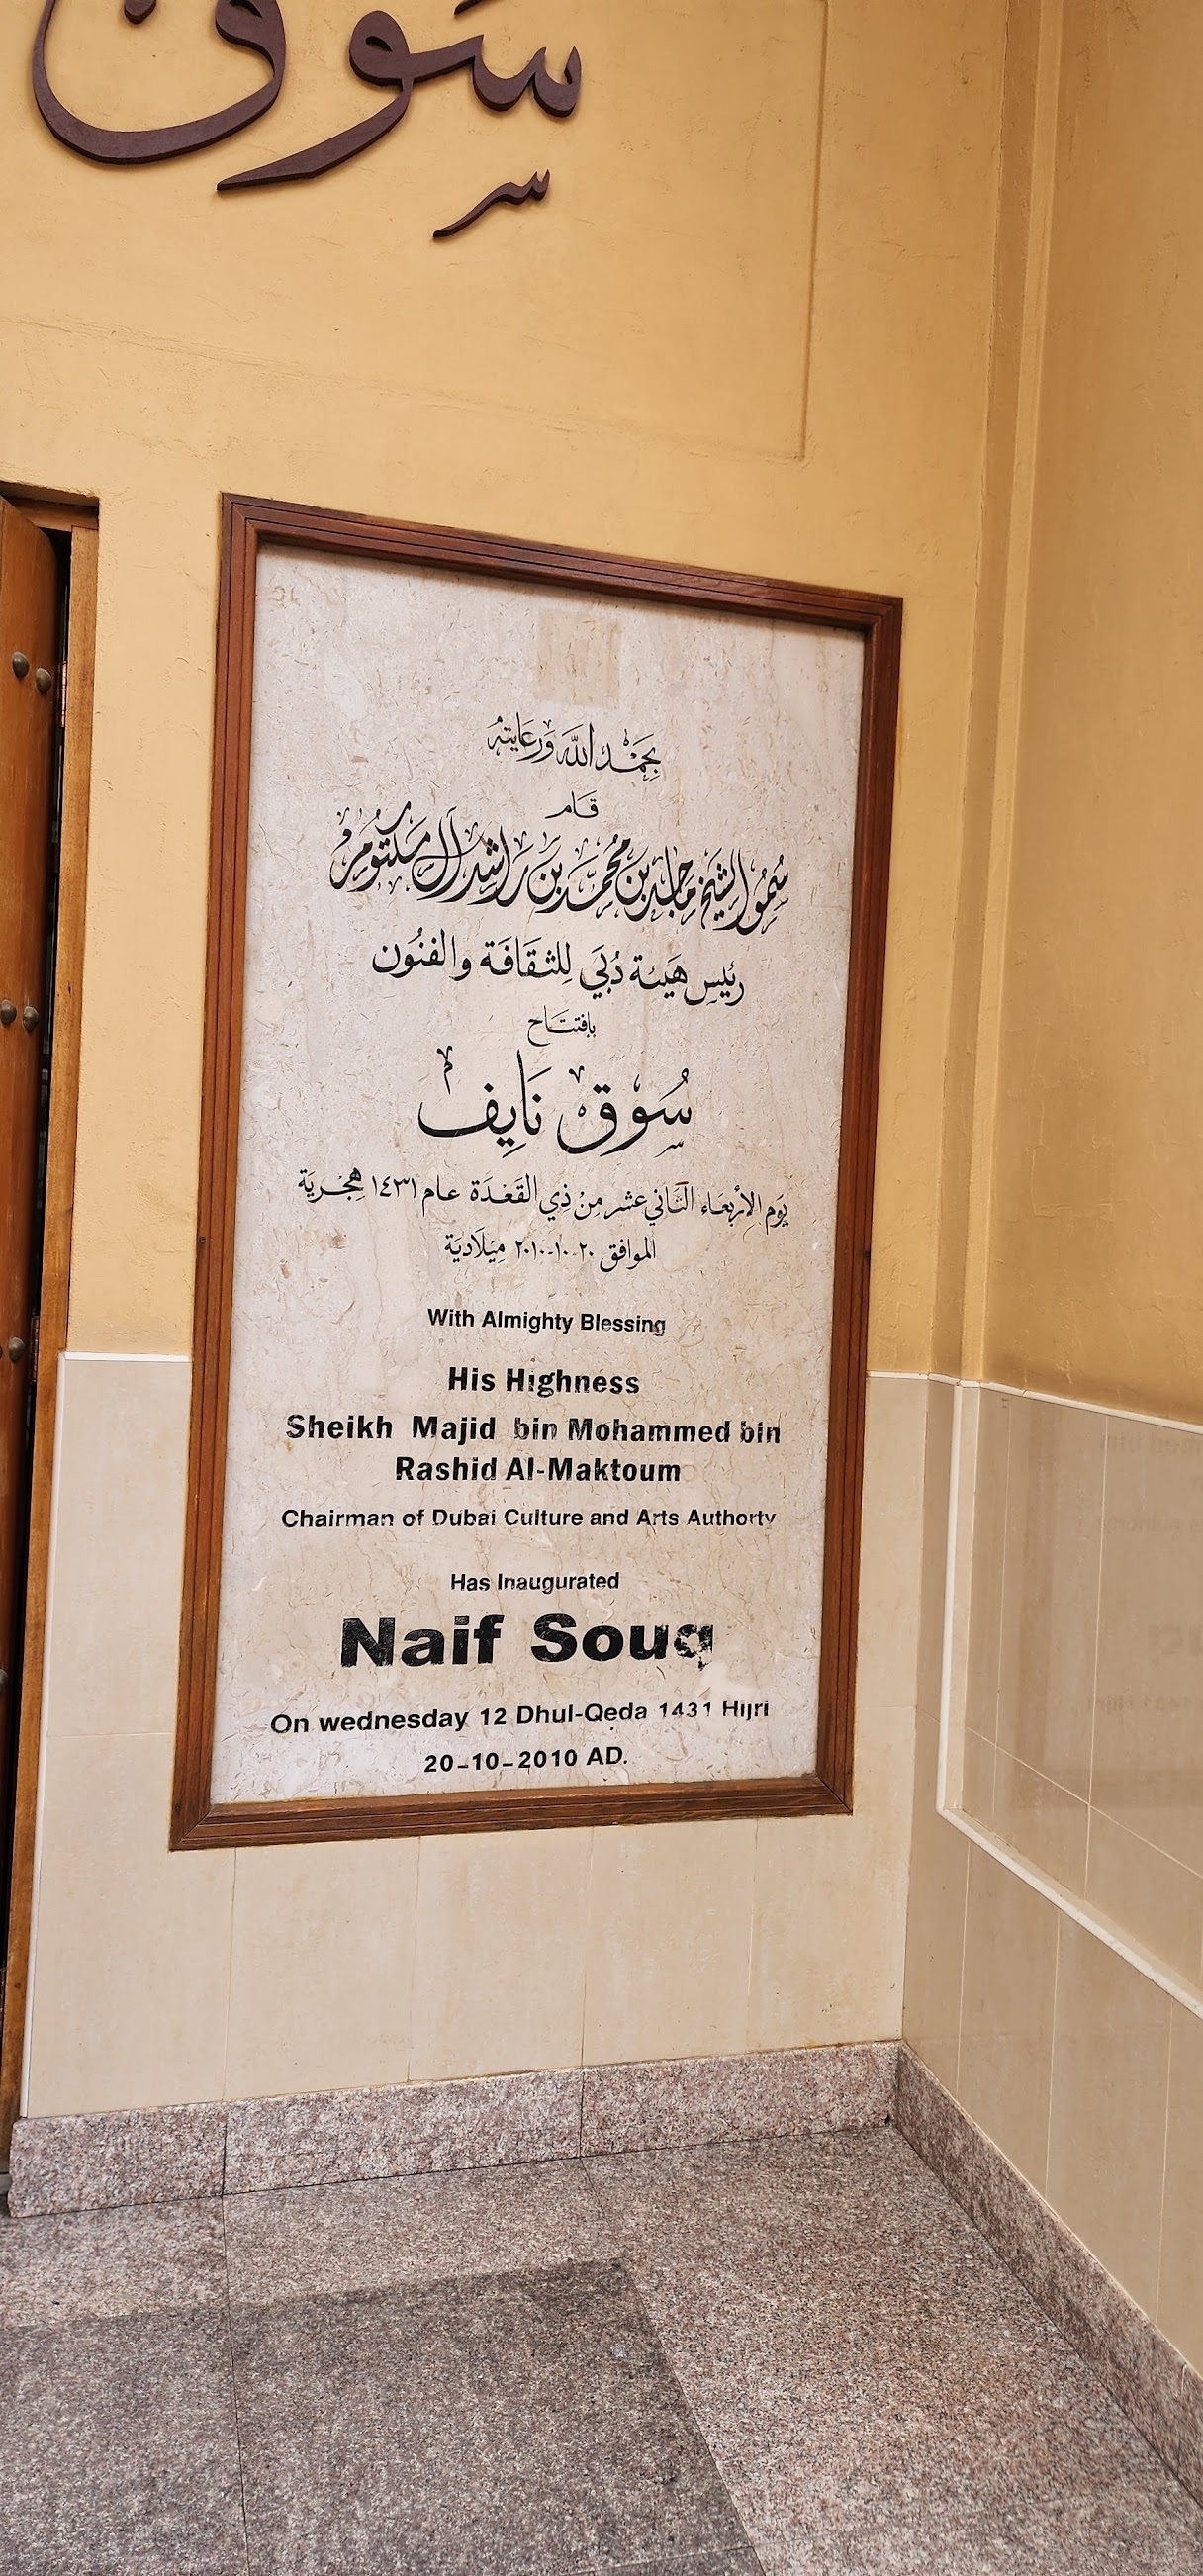 سوق
بحمد الله ورعايته
قام
سمو الشيخ ماجد بن محمد بن راشد آل مكتوم
رئيس هيئة دبي للثقافة والفنون
بافتتاح
سوق نايف
يوم الأربعاء الثاني عشر من ذي القعدة عام ١٤٣١ هجرية
الموافق ٢٠-١٠-٢٠١٠ ميلادية
With Almighty Blessing
His Highness
Sheikh Majid bin Mohammed bin
Rashid Al-Maktoum
Chairman of Dubai Culture and Arts Authorty
Has Inaugurated
Naif Souq
On wednesday 12 Dhul-Qeda 1431 Hijri
20-10-2010 AD.